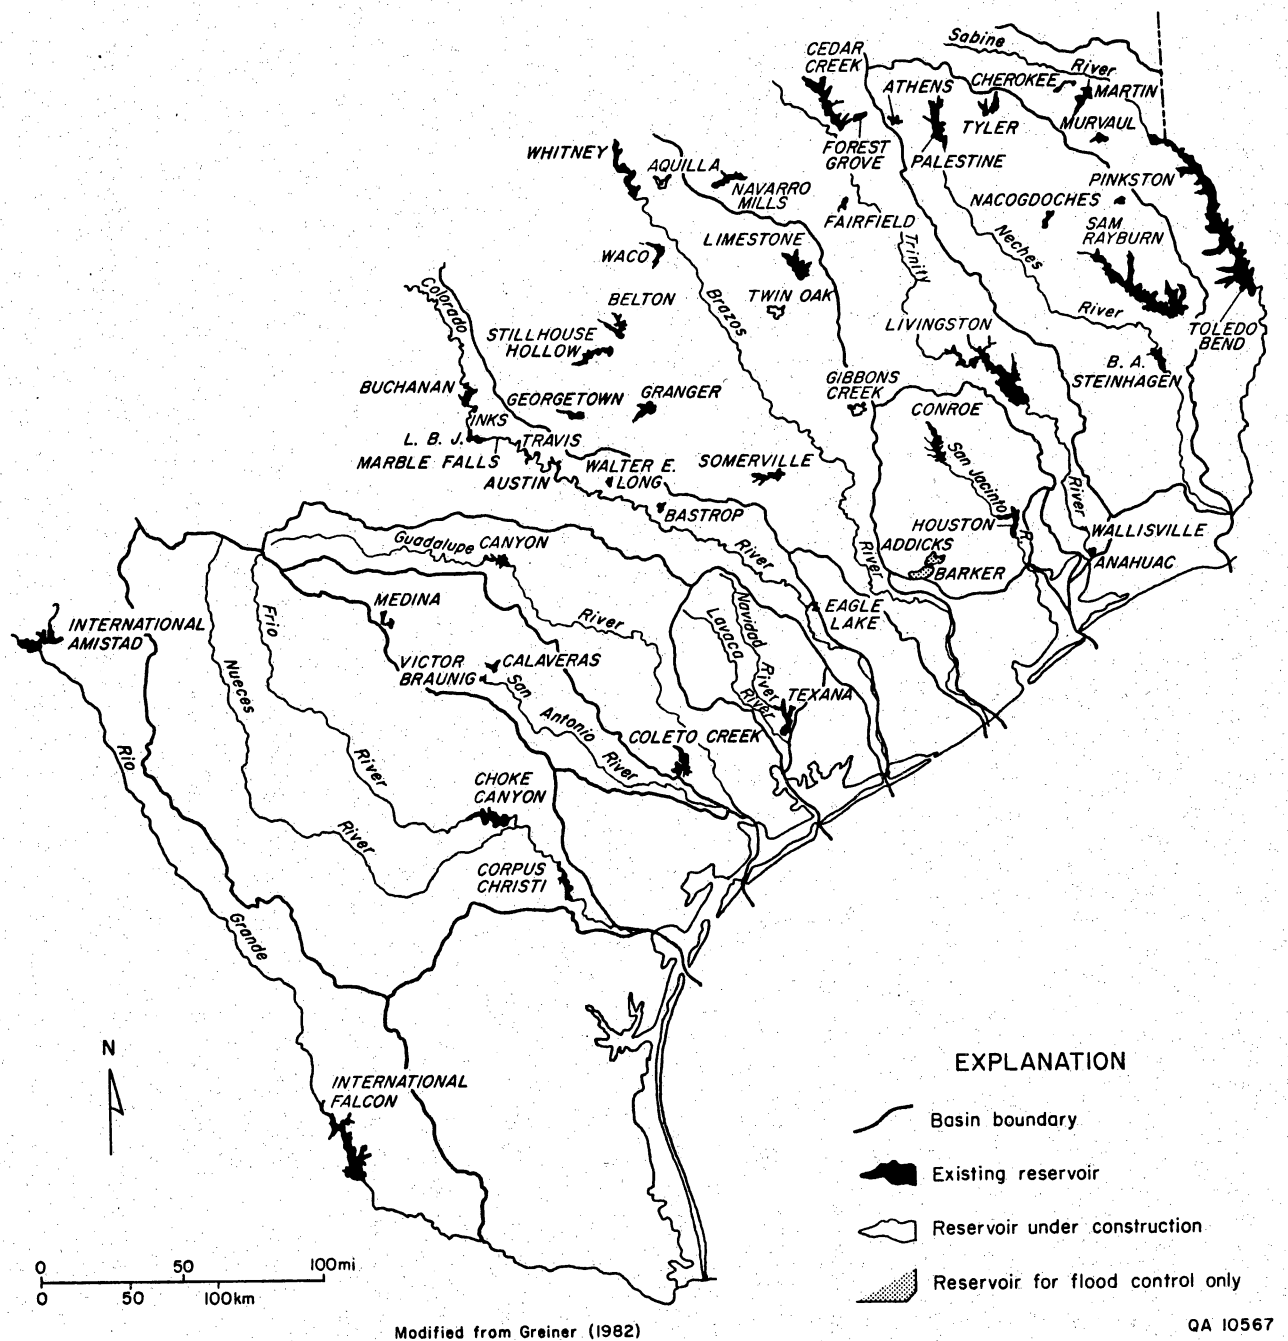 Sabine
River
CEDAR
CREEK
ATHENS
CHEROKEE
MARTIN
TYLER
MURVAUL
FOREST
GROVE
PALESTINE
WHITNEY
AQUILLA
NAVARRO
MILLS
PINKSTON
NACOGDOCHES
FAIRFIELD
SAM
RAYBURN
LIMESTONE
WACO
Trinity
Neches
River
TWIN OAK
Brazos
Colorado
BELTON
STILLHOUSE
HOLLOW
LIVINGSTON
TOLEDO
BEND
B. A.
STEINHAGEN
BUCHANAN
GEORGETOWN
GRANGER
GIBBONS
CREEK
CONROE
INKS
L. B. J.
TRAVIS
MARBLE FALLS
AUSTIN
WALTER E.
LONG
SOMERVILLE
San Jacinto
R.
River
BASTROP
HOUSTON
WALLISVILLE
ADDICKS
BARKER
ANAHUAC
Guadalupe
CANYON
River
River
MEDINA
River
EAGLE
LAKE
Navidad
River
Lavaca
River
INTERNATIONAL
AMISTAD
Frio
Nueces
VICTOR
BRAUNIG
CALAVERAS
San
Antonio
River
TEXANA
COLETO CREEK
Rio
River
CHOKE
CANYON
River
CORPUS
CHRISTI
Grande
INTERNATIONAL
FALCON
N
EXPLANATION
Basin boundary
Existing reservoir
Reservoir under construction
Reservoir for flood control only
0 50 100mi
0 50 100km
Modified from Greiner (1982)
QA 10567